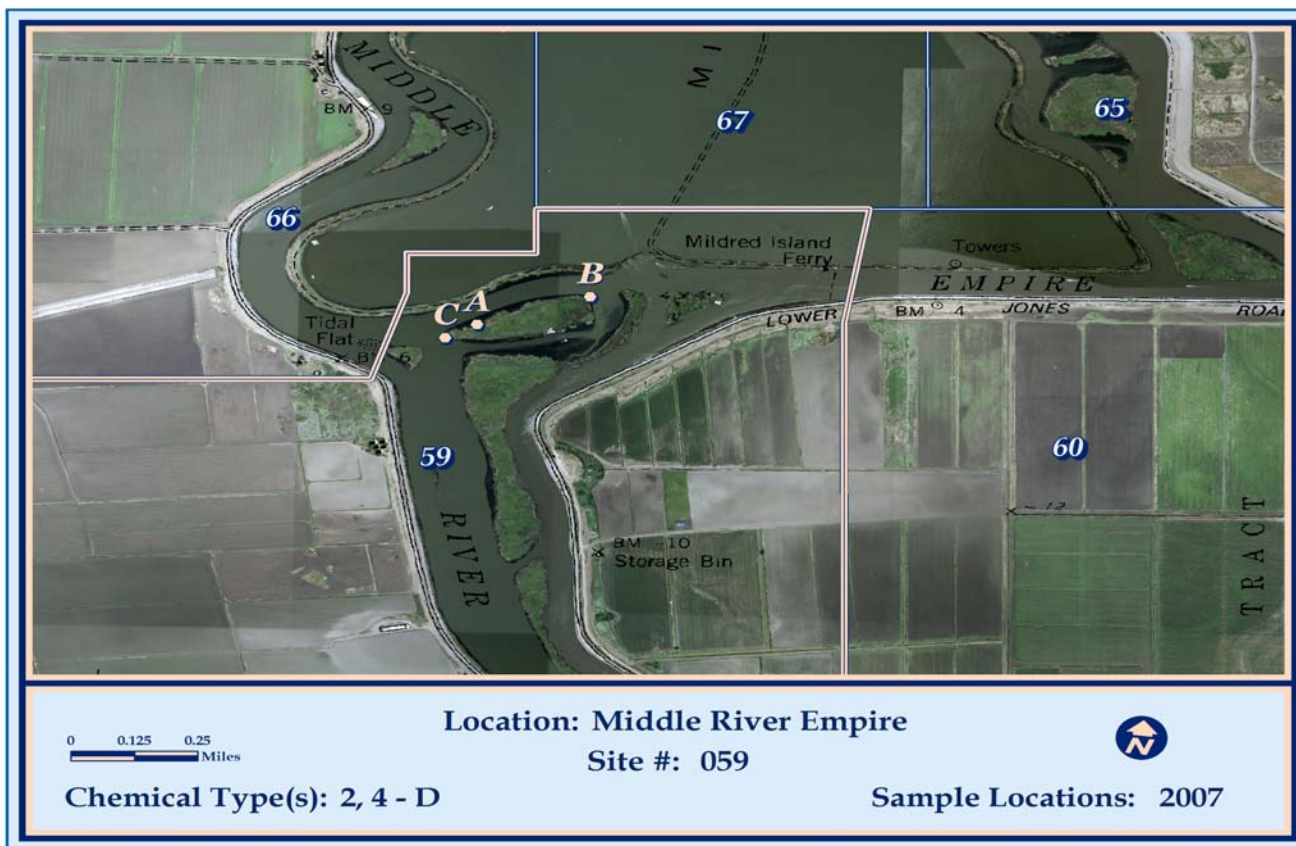 MIDDLE
BM × 9
MI
67
65
66
Mildred Island
Ferry
Towers
B
A
C
EMPIRE
LOWER
BM 4
JONES
ROAD
Tidal
Flat
59
60
RIVER
BM -10
Storage Bin
× - 12
TRACT
0 0.125 0.25
Miles
Location: Middle River Empire
Site #: 059
N
Chemical Type(s): 2, 4 - D
Sample Locations: 2007